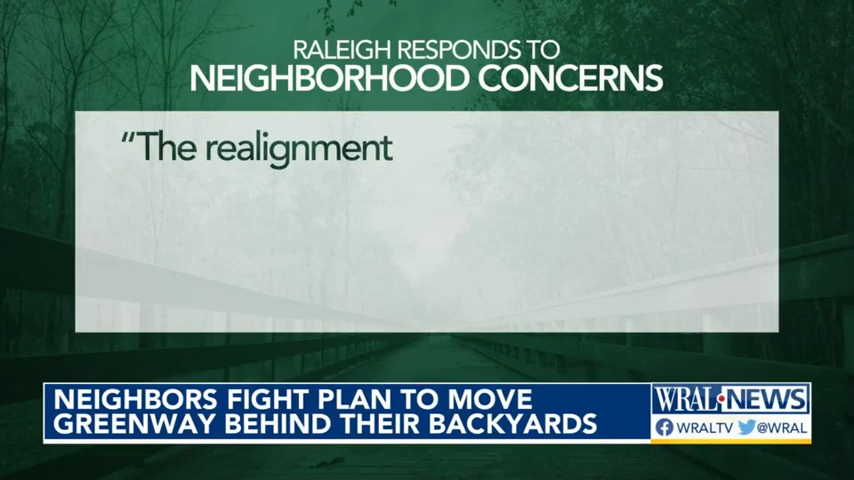 RALEIGH RESPONDS TO
NEIGHBORHOOD CONCERNS
“The realignment
NEIGHBORS FIGHT PLAN TO MOVE
GREENWAY BEHIND THEIR BACKYARDS
WRAL NEWS
WRALTV @WRAL